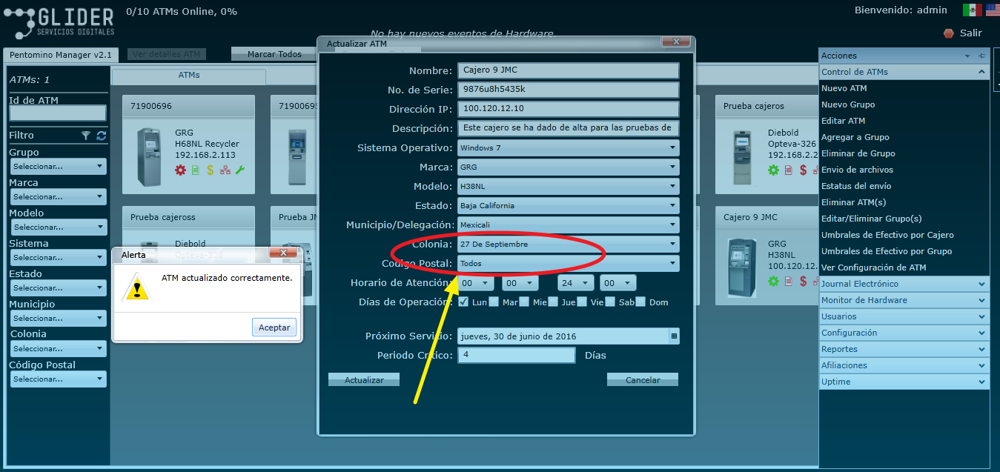 GLIDER
SERVICIOS DIGITALES
0/10 ATMs Online, 0%
Bienvenido: admin
No hay nuevos eventos de Hardware.
Salir
Pentomino Manager v2.1
Ver detalles ATM
Marcar Todos
ATMs: 1
Id de ATM
Filtro
Grupo
Seleccionar...
Marca
Seleccionar...
Modelo
Seleccionar...
Sistema
Seleccionar...
Estado
Seleccionar...
Municipio
Seleccionar...
Colonia
Seleccionar...
Código Postal
Seleccionar...
ATMs
71900696
GRG
H68NL Recycler
192.168.2.113
7190069
Prueba cajeros
Diebold
Opteva-326
192.168.2.2
Prueba cajeross
Diebold
Opteva-326
Prueba JM
Cajero 9 JMC
GRG
H38NL
100.120.12.
Alerta
ATM actualizado correctamente.
Aceptar
Actualizar ATM
Nombre: Cajero 9 JMC
No. de Serie: 9876u8h5435k
Dirección IP: 100.120.12.10
Descripción: Este cajero se ha dado de alta para las pruebas de
Sistema Operativo: Windows 7
Marca: GRG
Modelo: H38NL
Estado: Baja California
Municipio/Delegación: Mexicali
Colonia: 27 De Septiembre
Código Postal: Todos
Horario de Atención: 00 00 24 00
Días de Operación: Lun Mar Mie Jue Vie Sab Dom
Próximo Servicio: jueves, 30 de junio de 2016
Periodo Critico: 4 Días
Actualizar Cancelar
Acciones
Control de ATMs
Nuevo ATM
Nuevo Grupo
Editar ATM
Agregar a Grupo
Eliminar de Grupo
Envio de archivos
Estatus del envío
Eliminar ATM(s)
Editar/Eliminar Grupo(s)
Umbrales de Efectivo por Cajero
Umbrales de Efectivo por Grupo
Ver Configuración de ATM
Journal Electrónico
Monitor de Hardware
Usuarios
Configuración
Reportes
Afiliaciones
Uptime